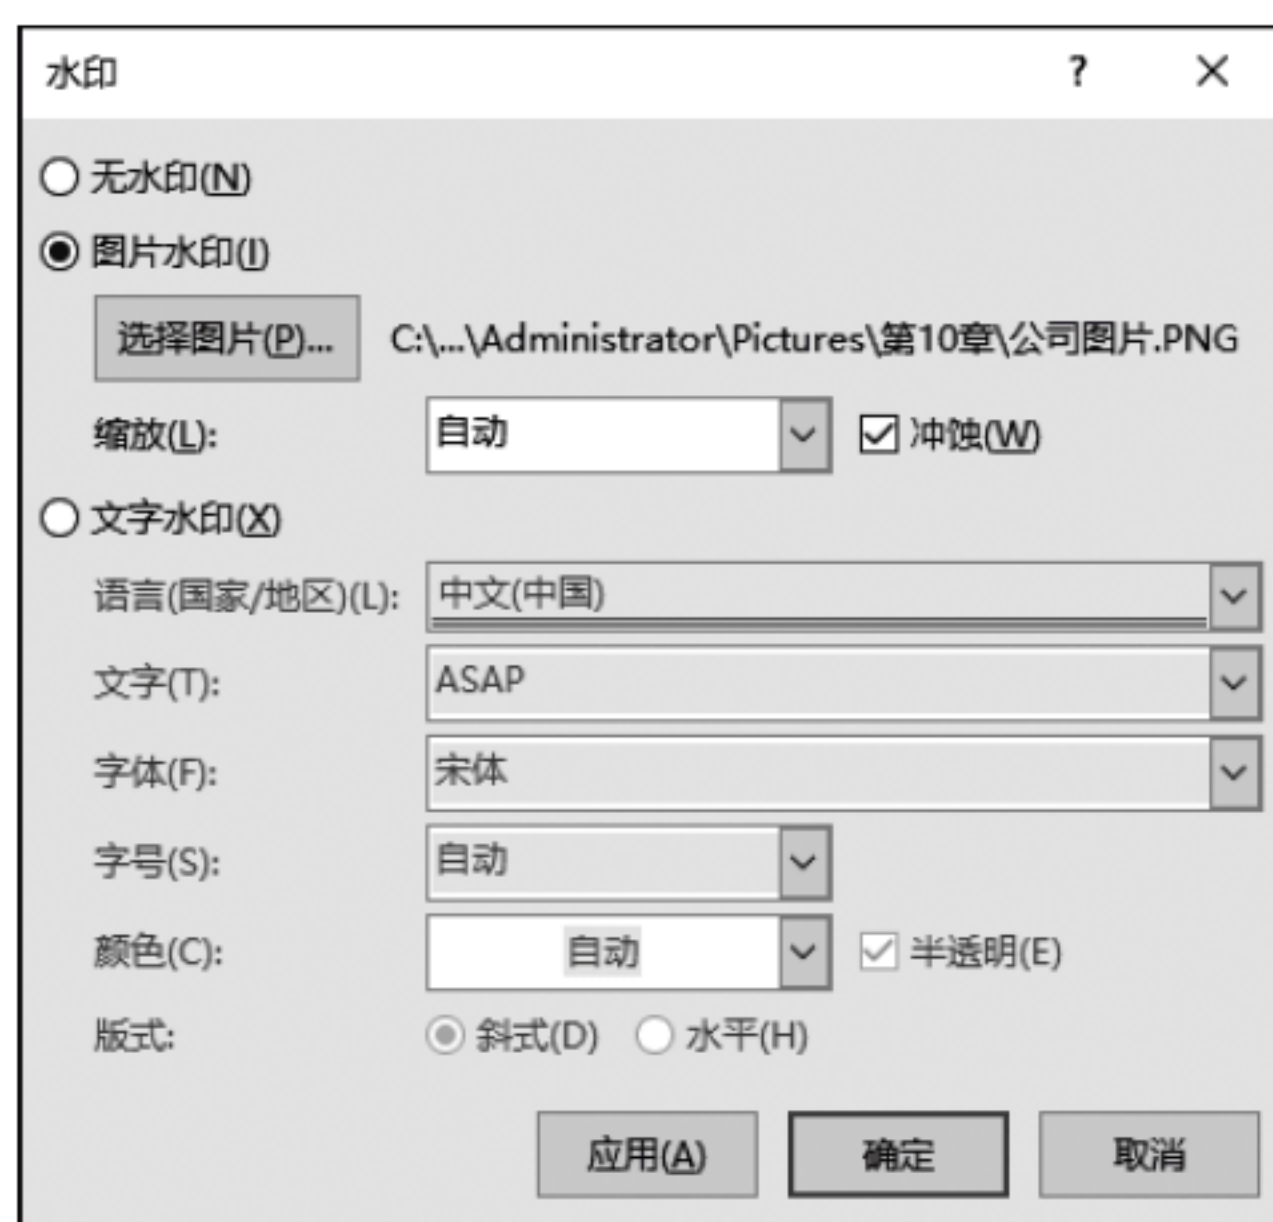 水印 ?
无水印(N)
图片水印(I)
选择图片(P)... C:\...\Administrator\Pictures\第10章\公司图片.PNG
缩放(L): 自动 冲蚀(W)
文字水印(X)
语言(国家/地区)(L): 中文(中国)
文字(T): ASAP
字体(F): 宋体
字号(S): 自动
颜色(C): 自动 半透明(E)
版式: 斜式(D) 水平(H)
应用(A) 确定 取消